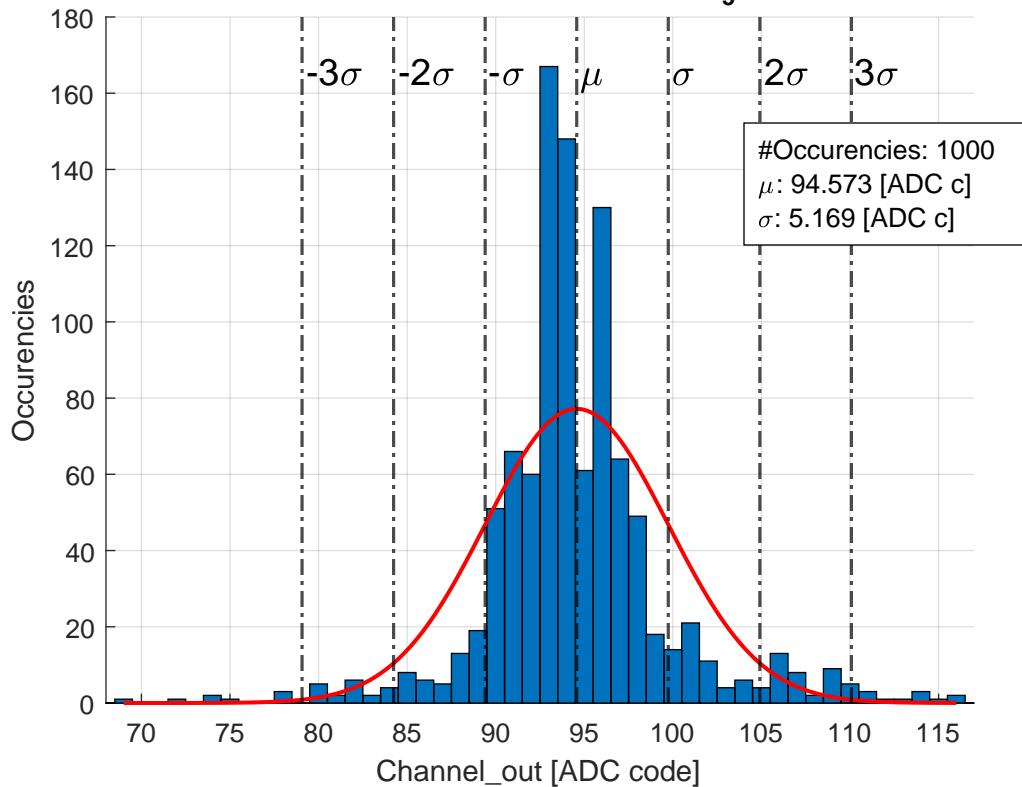 180
160
140
120
100
80
60
40
20
0
-3σ
-2σ
-σ
μ
σ
2σ
3σ
#Occurencies: 1000
μ: 94.573 [ADC c]
σ: 5.169 [ADC c]
Occurencies
70
75
80
85
90
95
100
105
110
115
Channel_out [ADC code]